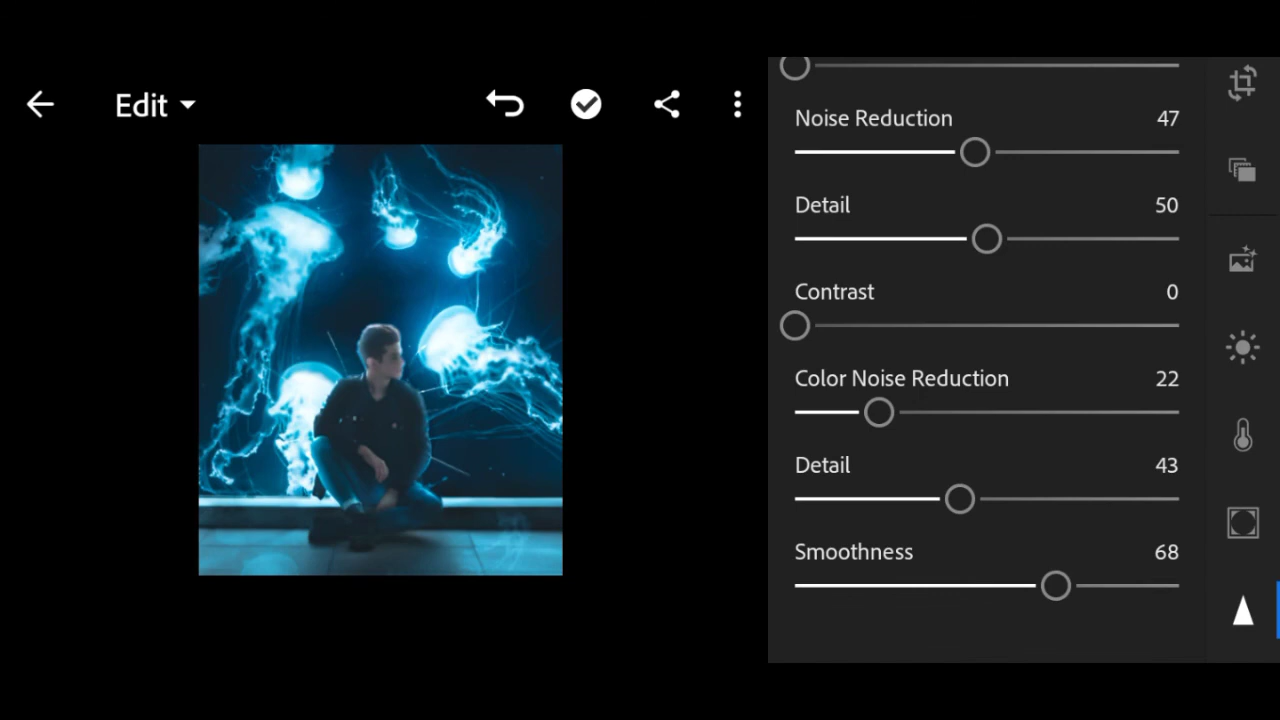 Edit
Noise Reduction 47
Detail 50
Contrast 0
Color Noise Reduction 22
Detail 43
Smoothness 68